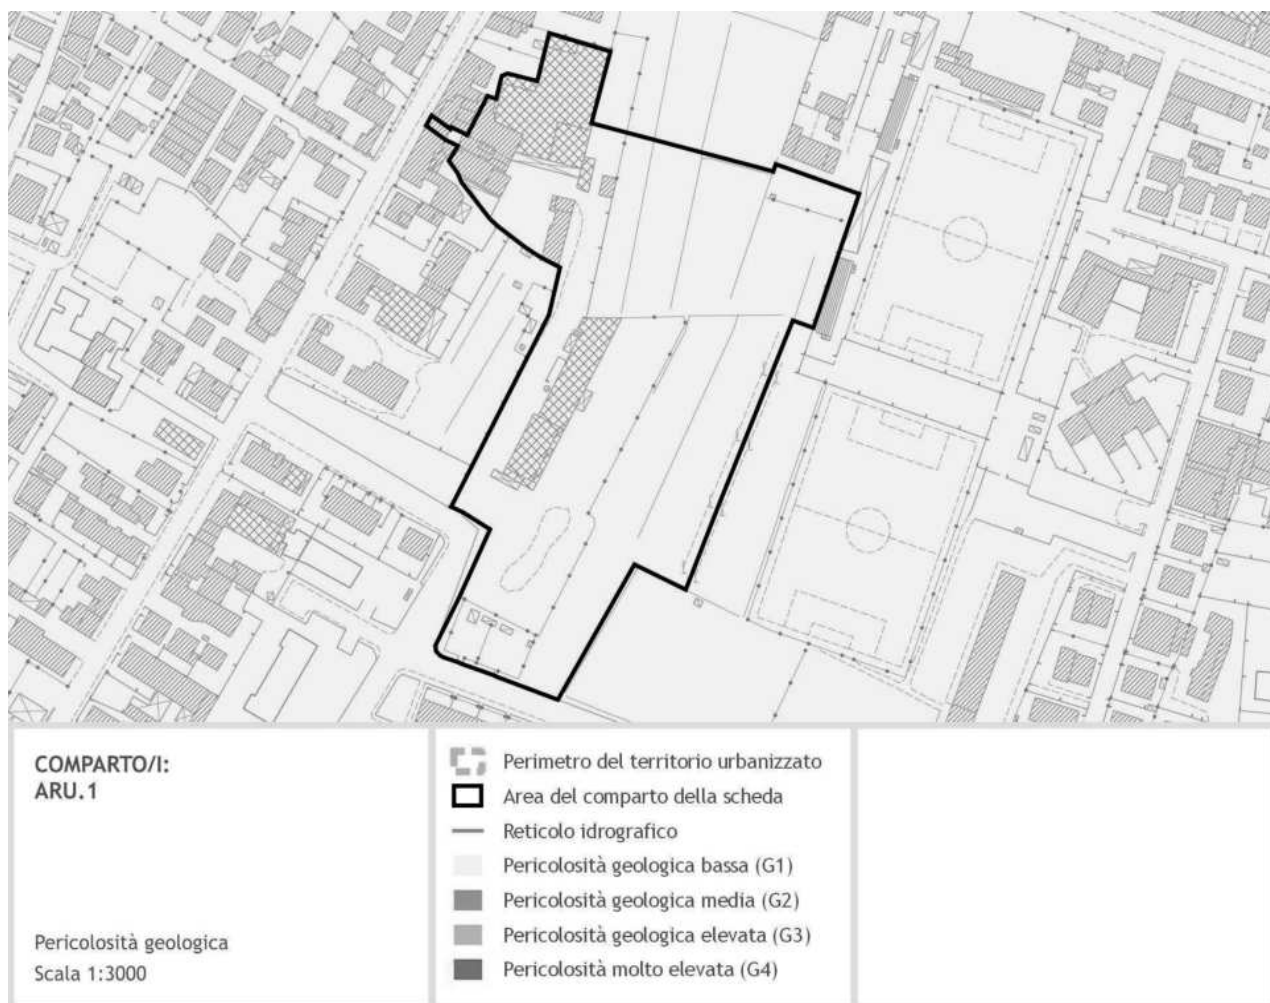 COMPARTO/I:
ARU.1
Pericolosità geologica
Scala 1:3000
Perimetro del territorio urbanizzato
Area del comparto della scheda
Reticolo idrografico
Pericolosità geologica bassa (G1)
Pericolosità geologica media (G2)
Pericolosità geologica elevata (G3)
Pericolosità molto elevata (G4)